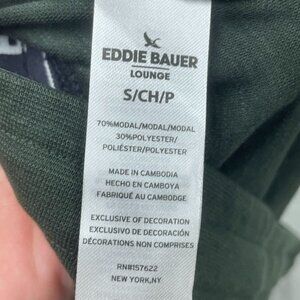 EDDIE BAUER
LOUNGE
S/CH/P
70%MODAL/MODAL/MODAL
30%POLYESTER/
POLIÉSTER/POLYESTER
MADE IN CAMBODIA
HECHO EN CAMBOYA
FABRIQUÉ AU CAMBODGE
EXCLUSIVE OF DECORATION
EXCLUSIVO DE DECORACIÓN
DÉCORATIONS NON COMPRISES
RN#157622
NEW YORK,NY